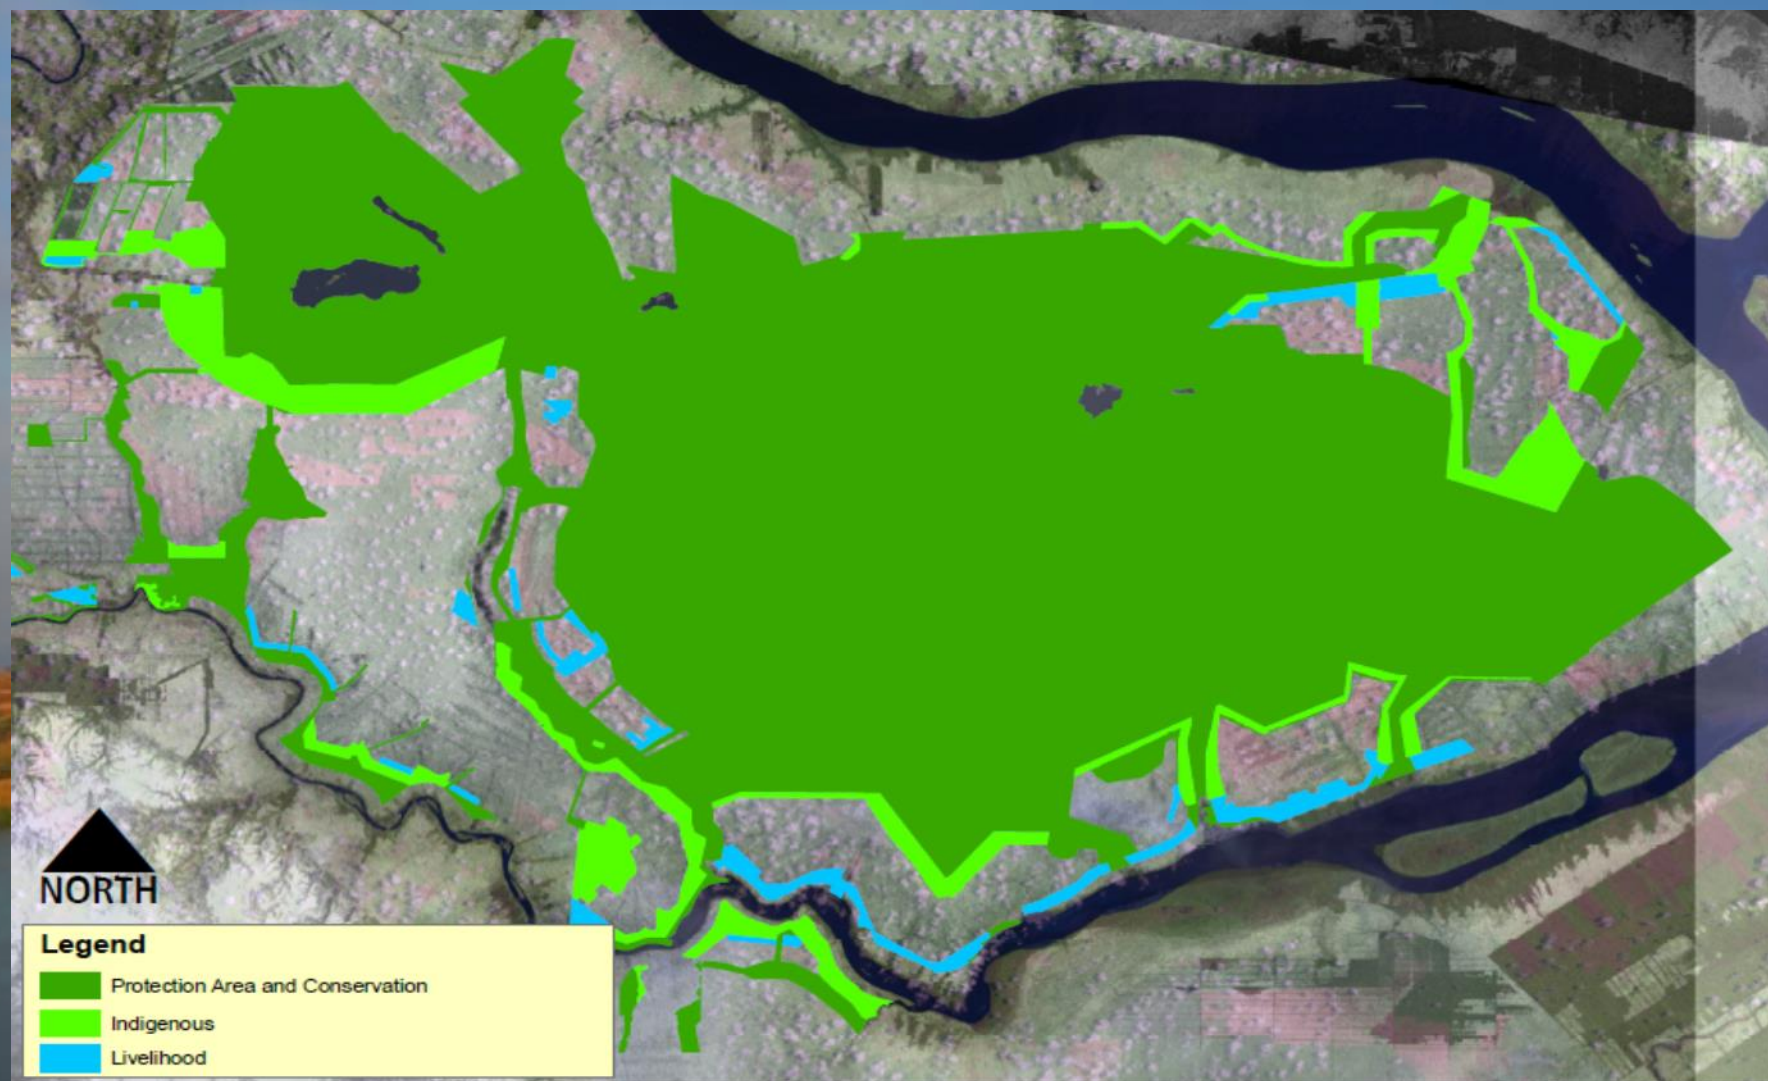 NORTH
Legend
Protection Area and Conservation
Indigenous
Livelihood